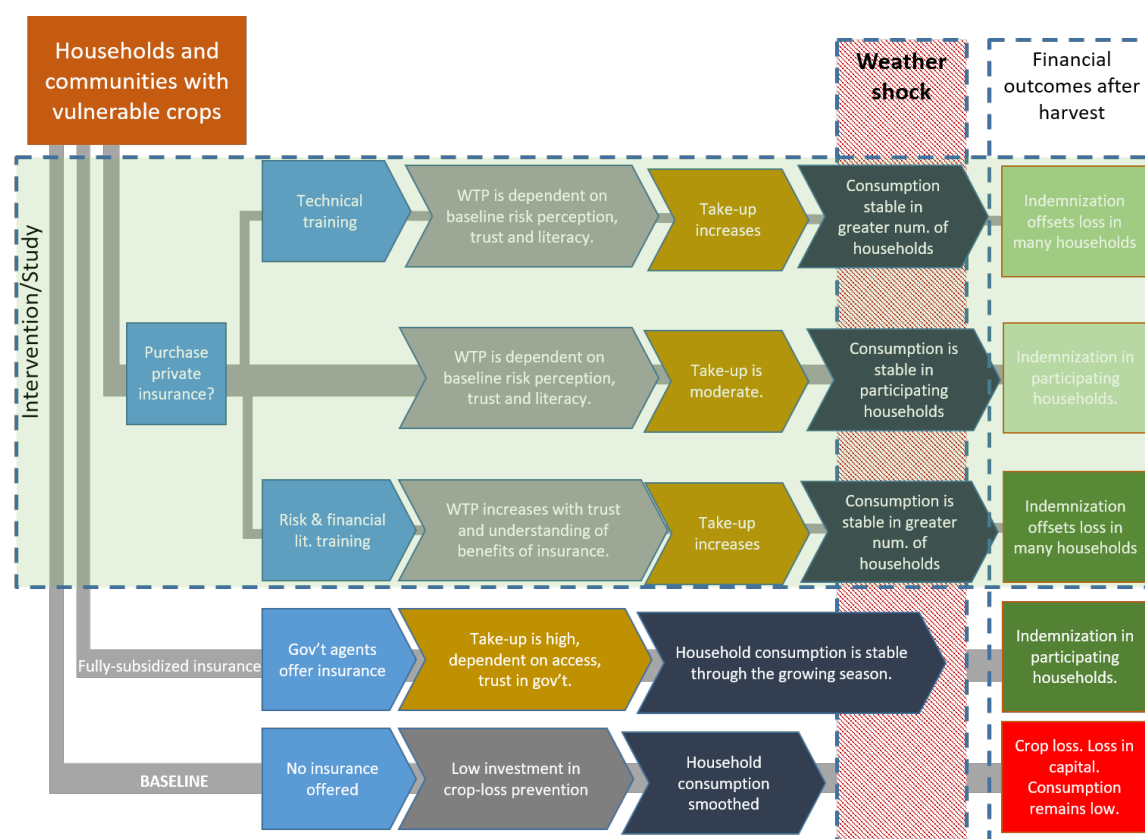 Households and
communities with
vulnerable crops
Weather
shock
Financial
outcomes after
harvest
Intervention/Study
Technical
training
WTP is dependent on
baseline risk perception,
trust and literacy.
Take-up
increases
Consumption
stable in
greater num. of
households
Indemnization
offsets loss in
many households
Purchase
private
insurance?
WTP is dependent on
baseline risk perception,
trust and literacy.
Take-up is
moderate.
Consumption is
stable in
participating
households
Indemnization in
participating
households.
Risk & financial
lit. training
WTP increases with trust
and understanding of
benefits of insurance.
Take-up
increases
Consumption is
stable in greater
num. of
households
Indemnization
offsets loss in
many households
Fully-subsidized insurance
Gov't agents
offer insurance
Take-up is high,
dependent on access,
trust in gov't.
Household consumption is stable
through the growing season.
Indemnization in
participating
households.
BASELINE
No insurance
offered
Low investment in
crop-loss prevention
Household
consumption
smoothed
Crop loss. Loss in
capital.
Consumption
remains low.